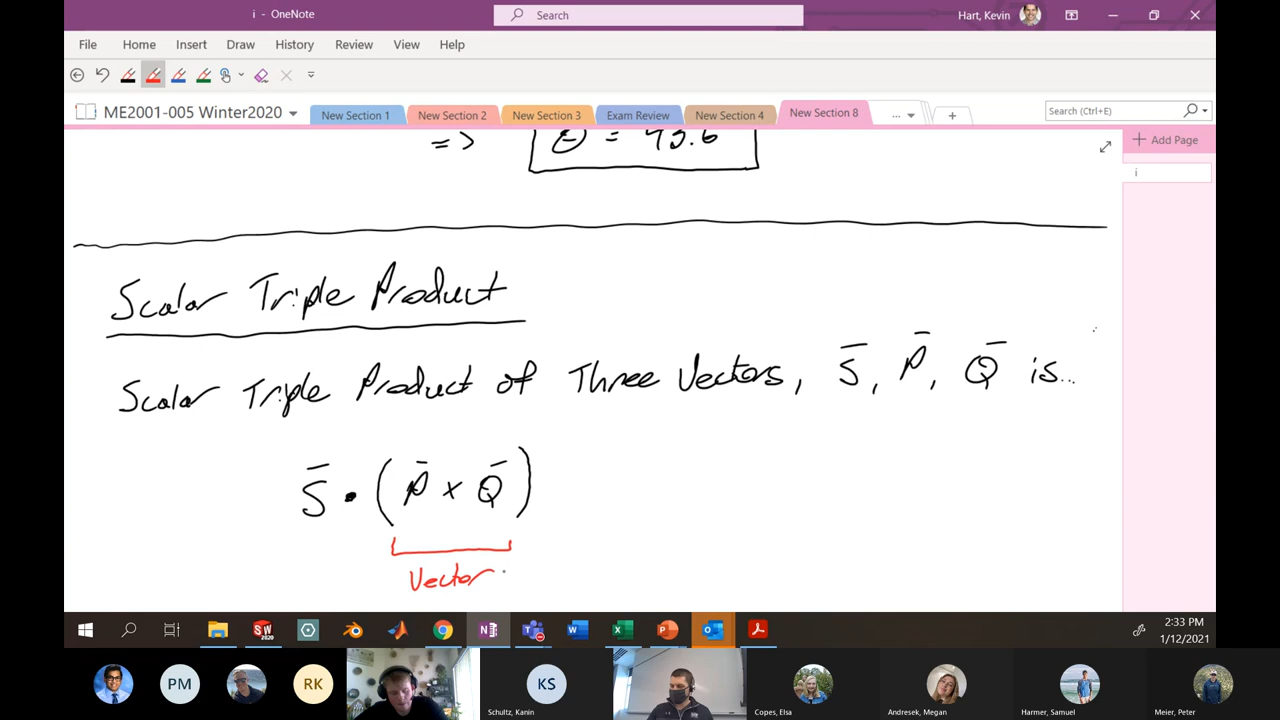 i - OneNote
Search
Hart, Kevin
File Home Insert Draw History Review View Help
ME2001-005 Winter2020
New Section 1
New Section 2
New Section 3
Exam Review
New Section 4
New Section 8
...
Search (Ctrl+E)
Add Page
i
=> Θ =
Scalar Triple Product
Scalar Triple Product of Three Vectors, S̄, P̄, Q̄ is...
S̄ • (P̄ x Q̄)
Vector
2:33 PM
1/12/2021
PM
RK
KS
Schultz, Kanin
Copes, Elsa
Andresek, Megan
Harmer, Samuel
Meier, Peter